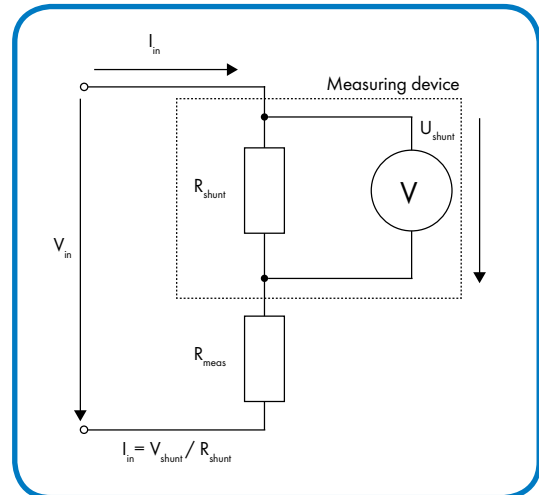 I_in
Measuring device
U_shunt
R_shunt
V
V_in
R_meas
I_in = V_shunt / R_shunt